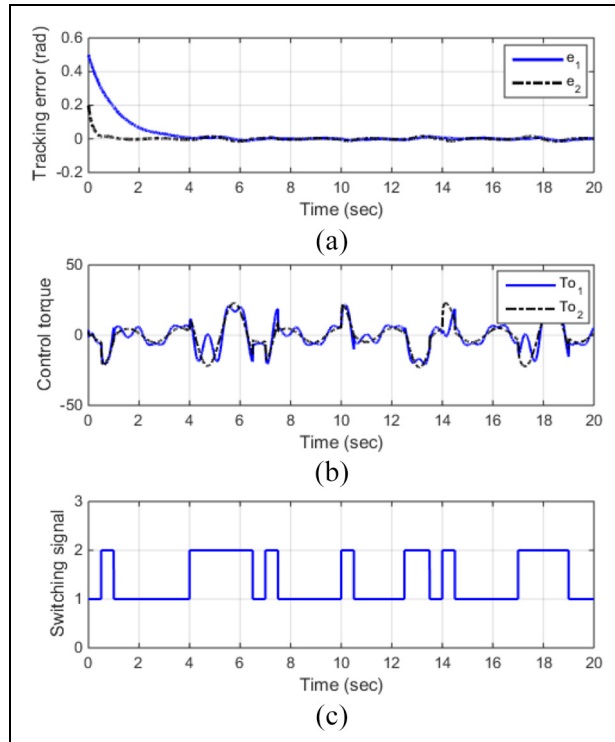 0.6
0.4
0.2
0
-0.2
Tracking error (rad)
e1
e2
0 2 4 6 8 10 12 14 16 18 20
Time (sec)
(a)
50
0
-50
Control torque
To1
To2
0 2 4 6 8 10 12 14 16 18 20
Time (sec)
(b)
3
2
1
0
Switching signal
0 2 4 6 8 10 12 14 16 18 20
Time (sec)
(c)